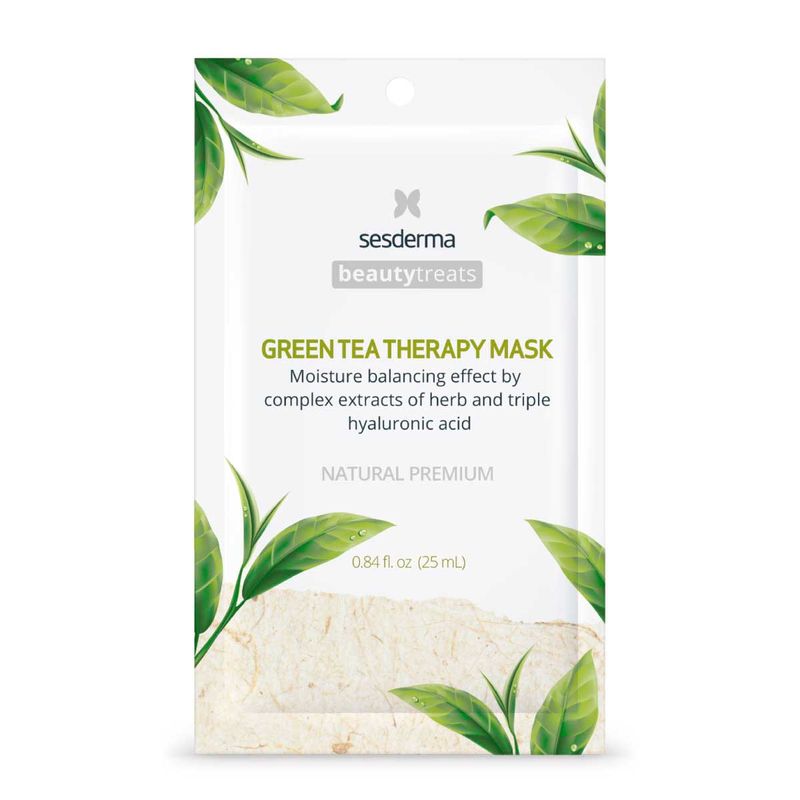 sesderma
beautytreats
GREEN TEA THERAPY MASK
Moisture balancing effect by
complex extracts of herb and triple
hyaluronic acid
NATURAL PREMIUM
0.84 fl. oz (25 mL)